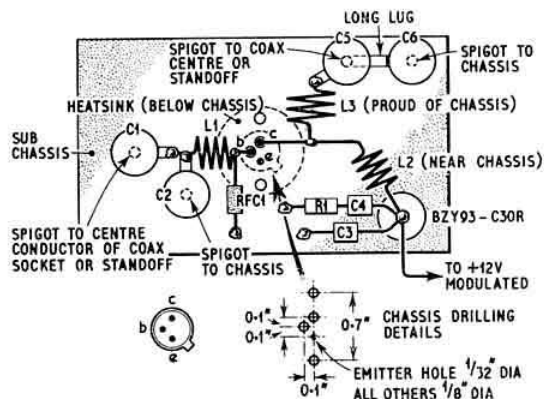 LONG LUG
SPIGOT TO COAX
CENTRE OR
STANDOFF
C5
C6
SPIGOT TO
CHASSIS
HEATSINK (BELOW CHASSIS)
L3 (PROUD OF CHASSIS)
SUB
CHASSIS
C1
L1
b
c
e
L2 (NEAR CHASSIS)
C2
RFC1
R1
C4
C3
BZY93-C30R
SPIGOT TO CENTRE
CONDUCTOR OF COAX
SOCKET OR STANDOFF
SPIGOT
TO CHASSIS
TO +12V
MODULATED
c
b
e
0·1"
0·1"
0·7"
0·1"
CHASSIS DRILLING
DETAILS
EMITTER HOLE 1/32" DIA
ALL OTHERS 1/8" DIA